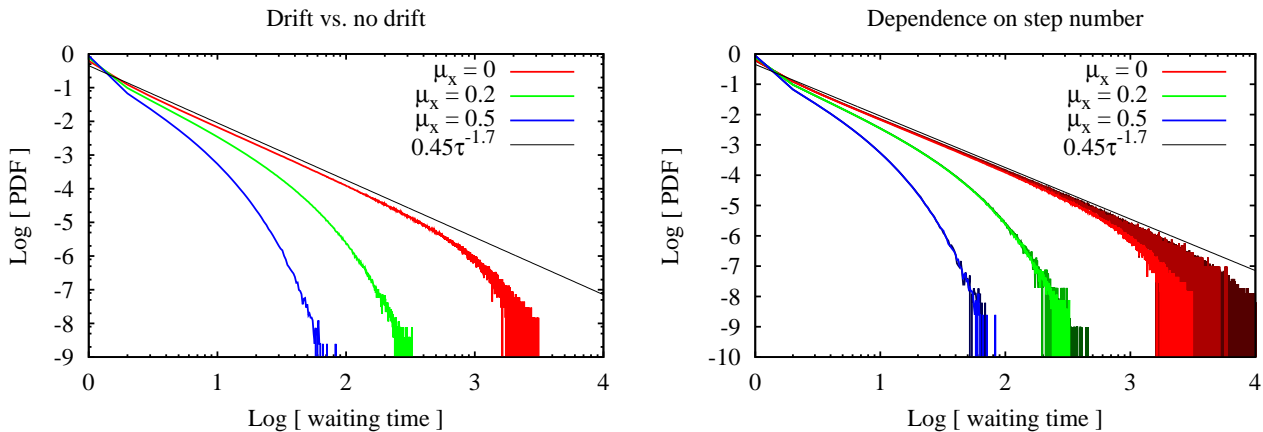 Drift vs. no drift
Log [ PDF ]
0
-1
-2
-3
-4
-5
-6
-7
-8
-9
μx = 0
μx = 0.2
μx = 0.5
0.45τ-1.7
0 1 2 3 4
Log [ waiting time ]
Dependence on step number
Log [ PDF ]
0
-1
-2
-3
-4
-5
-6
-7
-8
-9
-10
μx = 0
μx = 0.2
μx = 0.5
0.45τ-1.7
0 1 2 3 4
Log [ waiting time ]